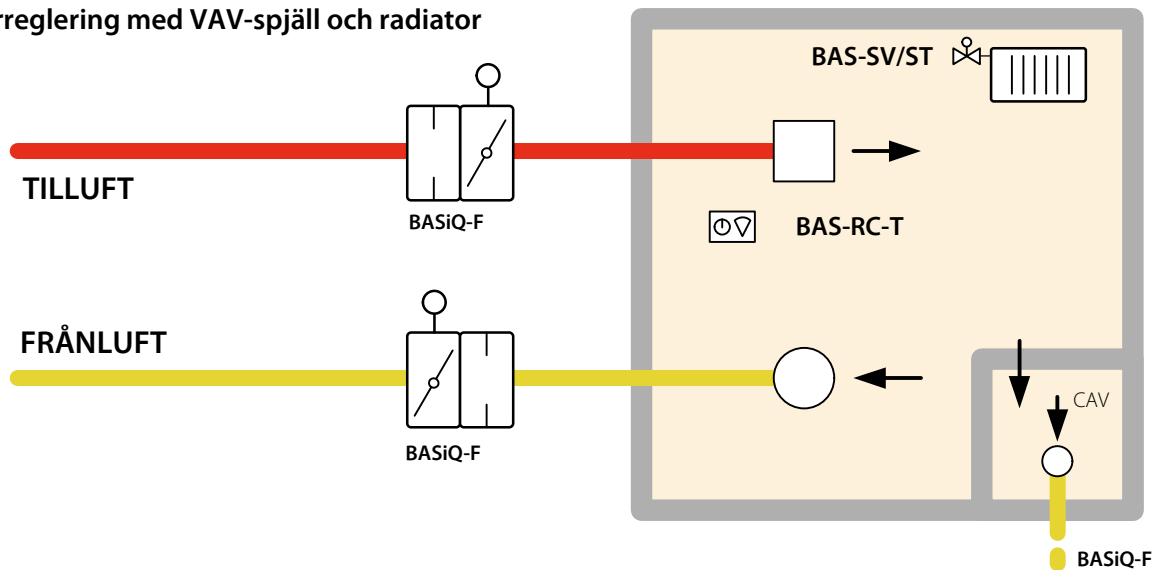 rreglering med VAV-spjäll och radiator
BAS-SV/ST
TILLUFT
BASiQ-F
BAS-RC-T
FRÅNLUFT
BASiQ-F
CAV
BASiQ-F